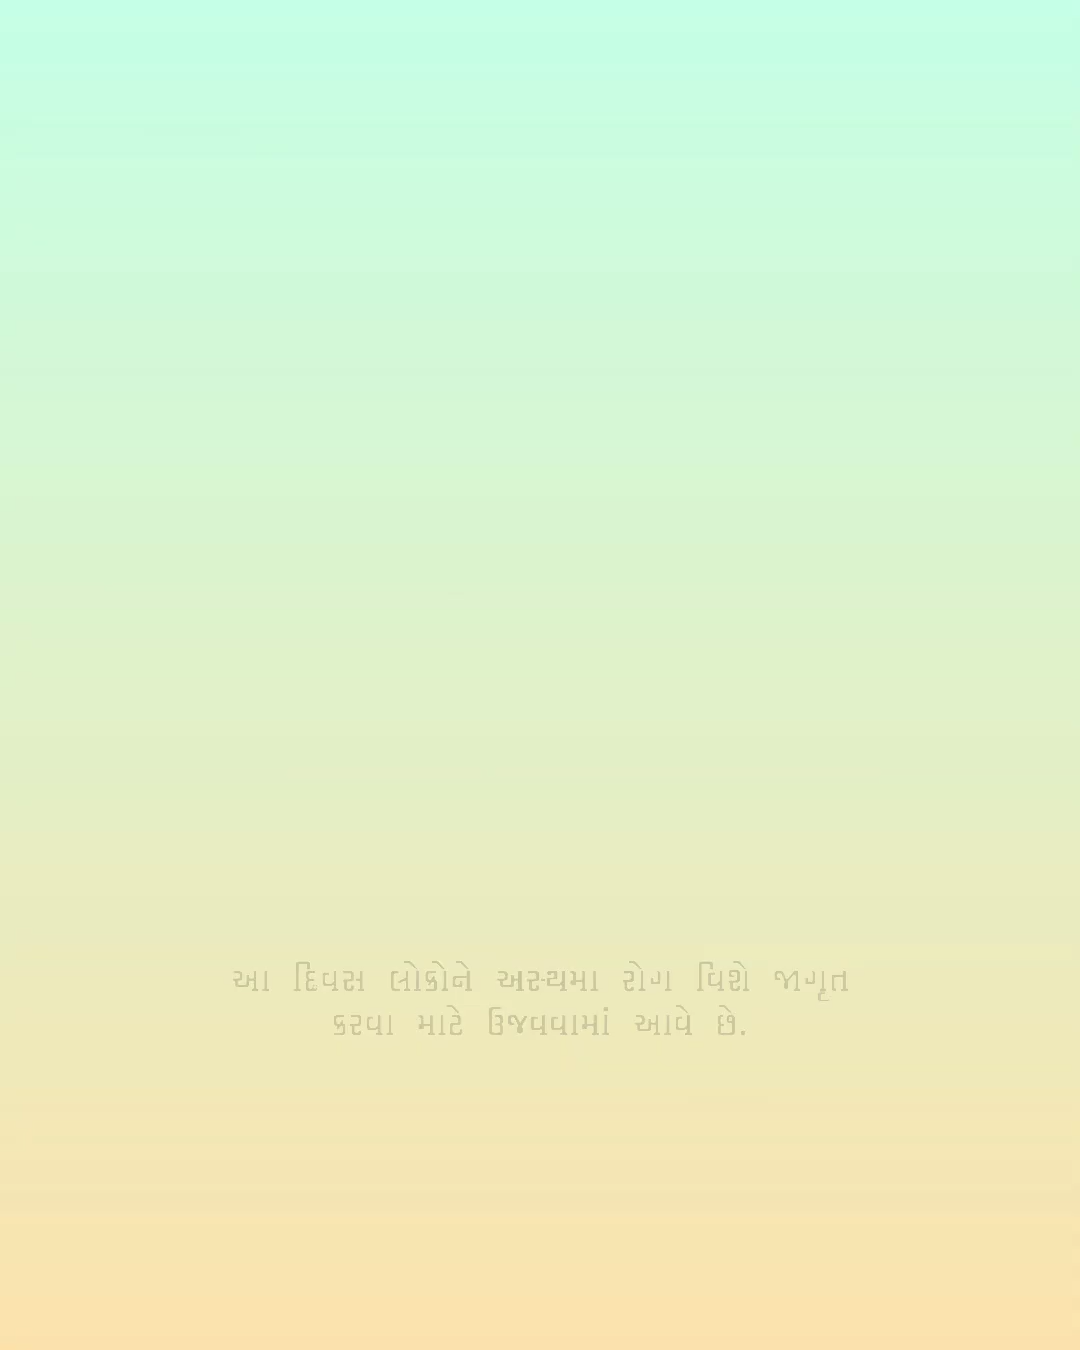 આ દિવસ લોકોને અસ્થમા રોગ વિશે જાગૃત
કરવા માટે ઉજવવામાં આવે છે.